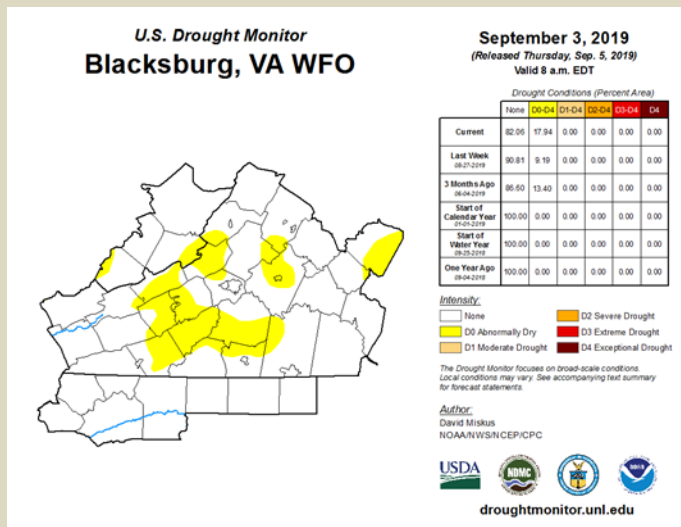 U.S. Drought Monitor
Blacksburg, VA WFO
September 3, 2019
(Released Thursday, Sep. 5, 2019)
Valid 8 a.m. EDT
Drought Conditions (Percent Area)
None D0-D4 D1-D4 D2-D4 D3-D4 D4
Current 82.06 17.94 0.00 0.00 0.00 0.00
Last Week
08-27-2019 90.81 9.19 0.00 0.00 0.00 0.00
3 Months Ago
06-04-2019 86.60 13.40 0.00 0.00 0.00 0.00
Start of
Calendar Year
01-01-2019 100.00 0.00 0.00 0.00 0.00 0.00
Start of
Water Year
09-25-2018 100.00 0.00 0.00 0.00 0.00 0.00
One Year Ago
09-04-2018 100.00 0.00 0.00 0.00 0.00 0.00
Intensity:
None
D0 Abnormally Dry
D1 Moderate Drought
D2 Severe Drought
D3 Extreme Drought
D4 Exceptional Drought
The Drought Monitor focuses on broad-scale conditions.
Local conditions may vary. See accompanying text summary
for forecast statements.
Author:
David Miskus
NOAA/NWS/NCEP/CPC
USDA
NDMC
NOAA
droughtmonitor.unl.edu